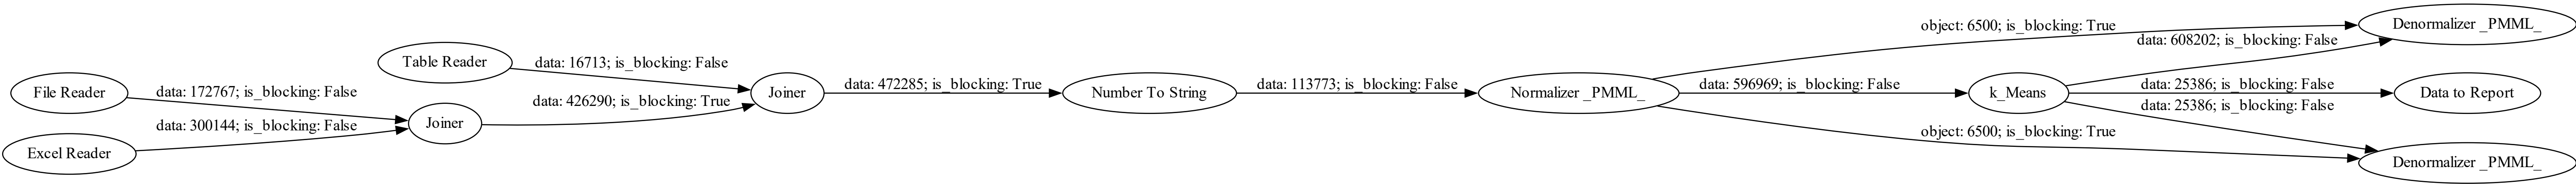 File Reader
Excel Reader
data: 172767; is_blocking: False
data: 300144; is_blocking: False
Table Reader
Joiner
data: 16713; is_blocking: False
data: 426290; is_blocking: True
Joiner
data: 472285; is_blocking: True
Number To String
data: 113773; is_blocking: False
Normalizer _PMML_
object: 6500; is_blocking: True
data: 596969; is_blocking: False
object: 6500; is_blocking: True
k_Means
data: 608202; is_blocking: False
data: 25386; is_blocking: False
data: 25386; is_blocking: False
Denormalizer _PMML_
Data to Report
Denormalizer _PMML_